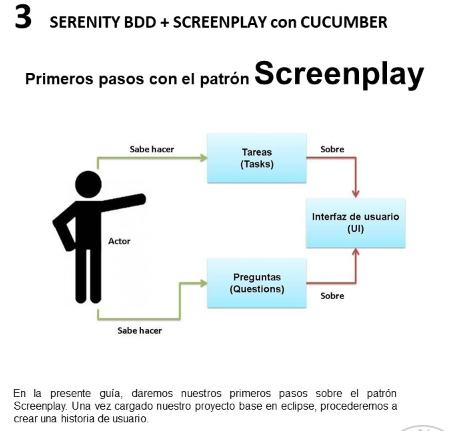 3 SERENITY BDD + SCREENPLAY con CUCUMBER
Primeros pasos con el patrón Screenplay
Sabe hacer
Tareas
(Tasks)
Sobre
Interfaz de usuario
(UI)
Actor
Preguntas
(Questions)
Sobre
Sabe hacer
En la presente guía, daremos nuestros primeros pasos sobre el patrón
Screenplay. Una vez cargado nuestro proyecto base en eclipse, procederemos a
crear una historia de usuario.